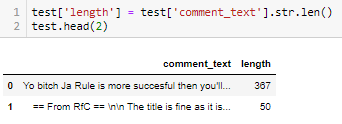 1 test['length'] = test['comment_text'].str.len()
2 test.head(2)
comment_text length
0 Yo bitch Ja Rule is more succesful then you'll... 367
1 == From RfC == \n\n The title is fine as it is... 50